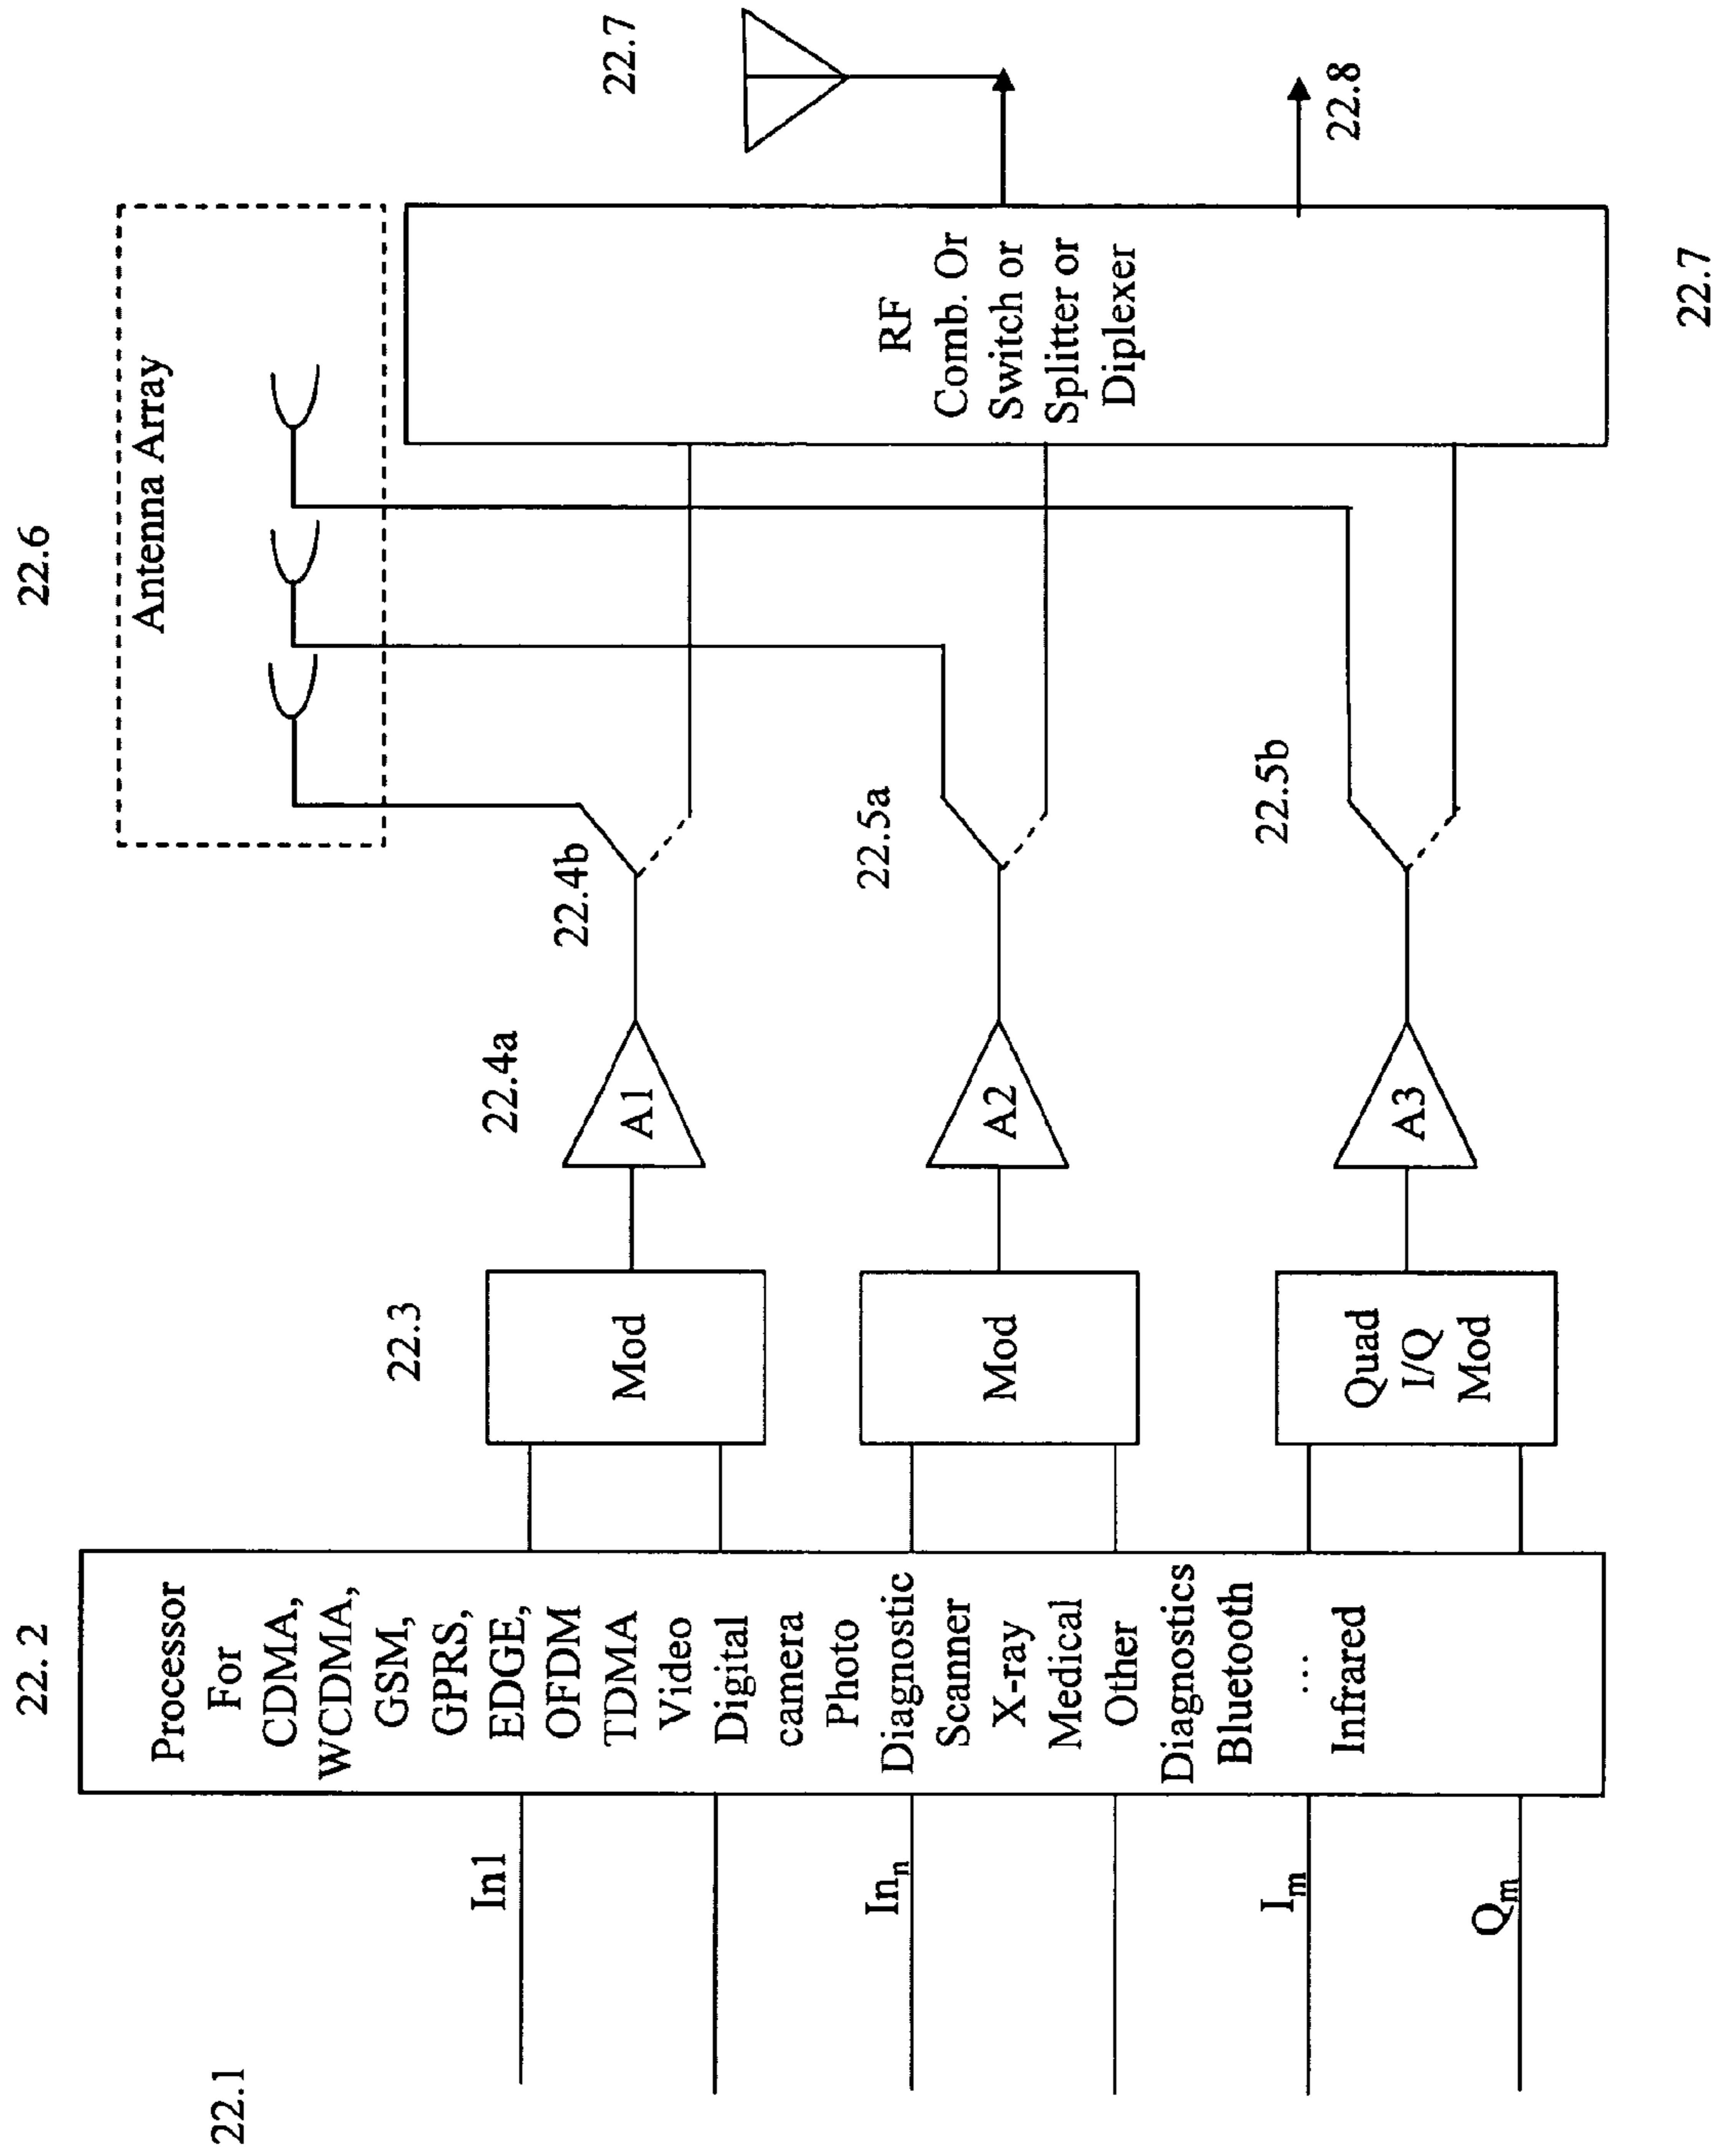 22.1
In1
In_n
I_m
Q_m
22. 2
Processor
For
CDMA,
WCDMA,
GSM,
GPRS,
EDGE,
OFDM
TDMA
Video
Digital
camera
Photo
Diagnostic
Scanner
X-ray
Medical
Other
Diagnostics
Bluetooth
...
Infrared
22.3
Mod
Mod
Quad
I/Q
Mod
22.4a
A1
A2
A3
22.4b
22.5a
22.5b
22.6
Antenna Array
RF
Comb. Or
Switch or
Splitter or
Diplexer
22.7
22.7
22.8